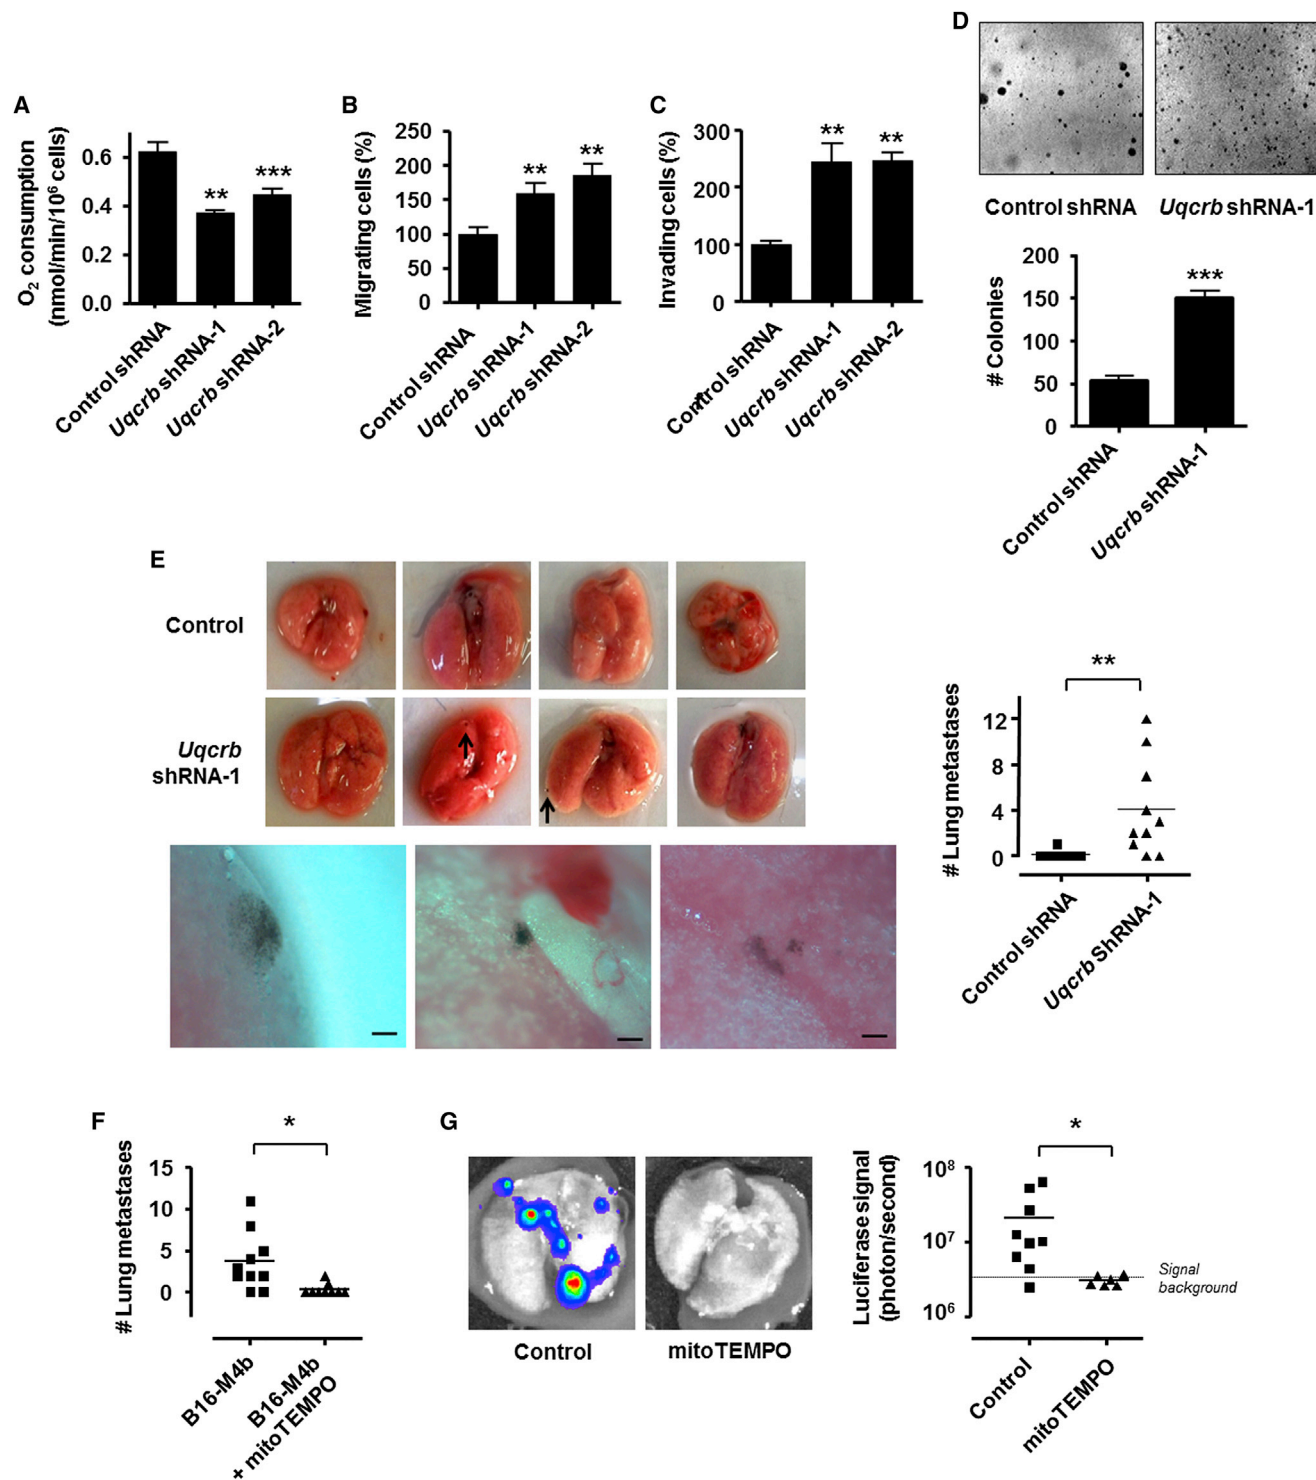 A
O2 consumption
(nmol/min/10⁶ cells)
0.6
0.4
0.2
0.0
**
***
Control shRNA
Uqcrb shRNA-1
Uqcrb shRNA-2
B
Migrating cells (%)
250
200
150
100
50
0
**
**
Control shRNA
Uqcrb shRNA-1
Uqcrb shRNA-2
C
Invading cells (%)
300
200
100
0
**
**
Control shRNA
Uqcrb shRNA-1
Uqcrb shRNA-2
D
Control shRNA
Uqcrb shRNA-1
# Colonies
200
150
100
50
0
***
Control shRNA
Uqcrb shRNA-1
E
Control
Uqcrb
shRNA-1
# Lung metastases
12
8
4
0
**
Control shRNA
Uqcrb ShRNA-1
F
# Lung metastases
15
10
5
0
*
B16-M4b
B16-M4b
+ mitoTEMPO
G
Control
mitoTEMPO
Luciferase signal
(photon/second)
10⁸
10⁷
10⁶
*
Signal
background
Control
mitoTEMPO